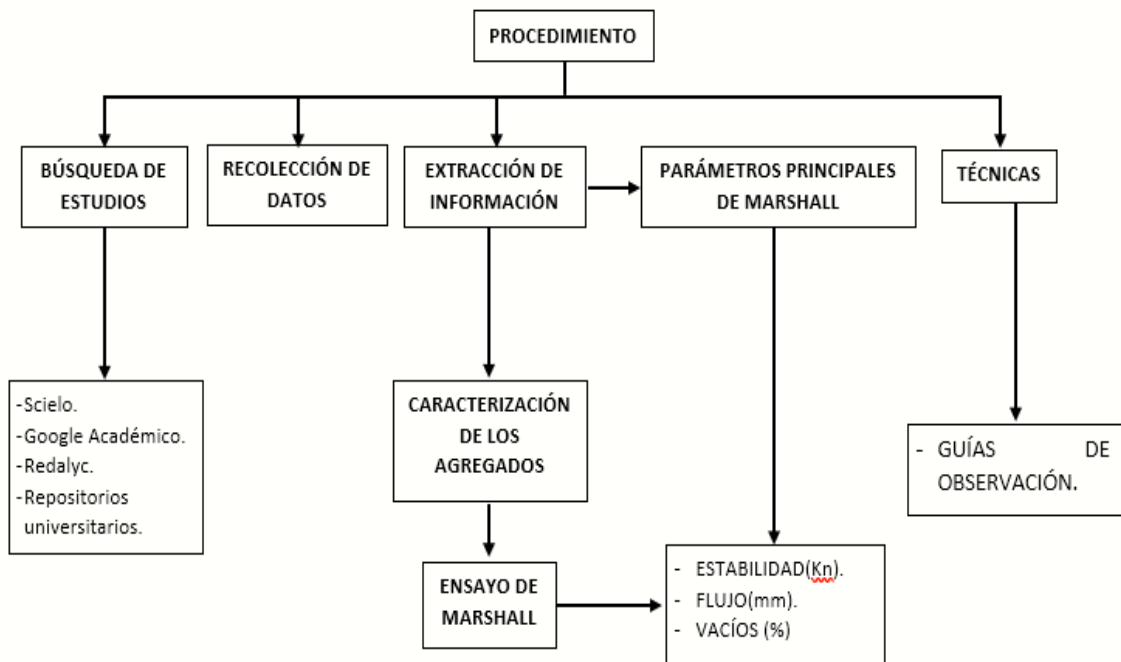 PROCEDIMIENTO
BÚSQUEDA DE
ESTUDIOS
RECOLECCIÓN DE
DATOS
EXTRACCIÓN DE
INFORMACIÓN
PARÁMETROS PRINCIPALES
DE MARSHALL
TÉCNICAS
-Scielo.
-Google Académico.
-Redalyc.
-Repositorios
universitarios.
CARACTERIZACIÓN
DE LOS
AGREGADOS
- GUÍAS DE
OBSERVACIÓN.
ENSAYO DE
MARSHALL
- ESTABILIDAD(Kn).
- FLUJO(mm).
- VACÍOS (%)